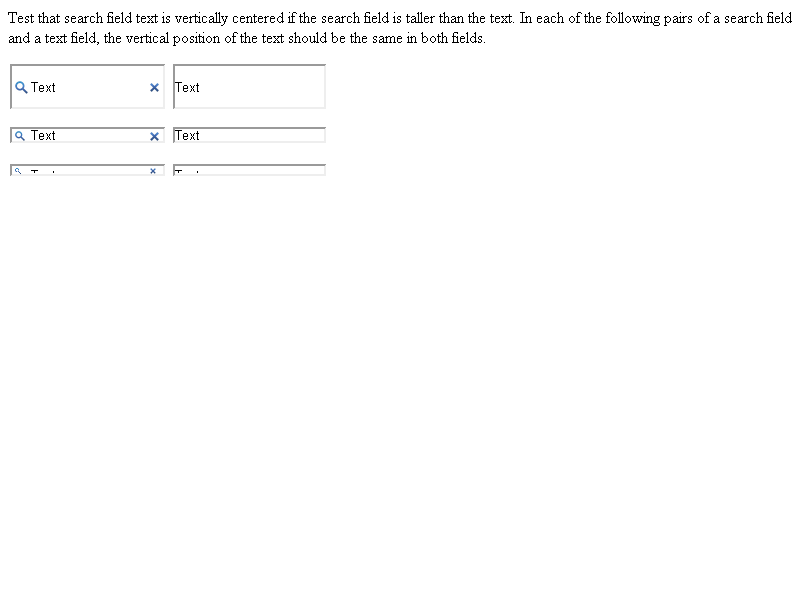 Test that search field text is vertically centered if the search field is taller than the text. In each of the following pairs of a search field
and a text field, the vertical position of the text should be the same in both fields.
Text Text
Text Text